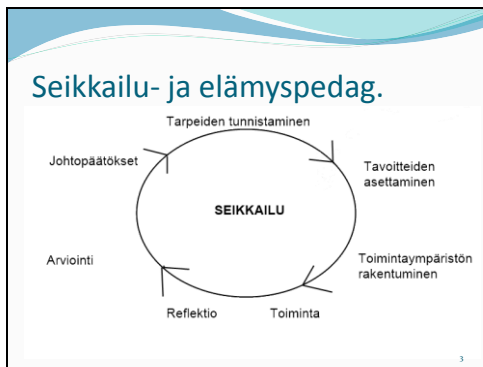 Seikkailu- ja elämyspedag.
Tarpeiden tunnistaminen
Johtopäätökset
Tavoitteiden
asettaminen
SEIKKAILU
Arviointi
Toimintaympäristön
rakentuminen
Reflektio
Toiminta
3